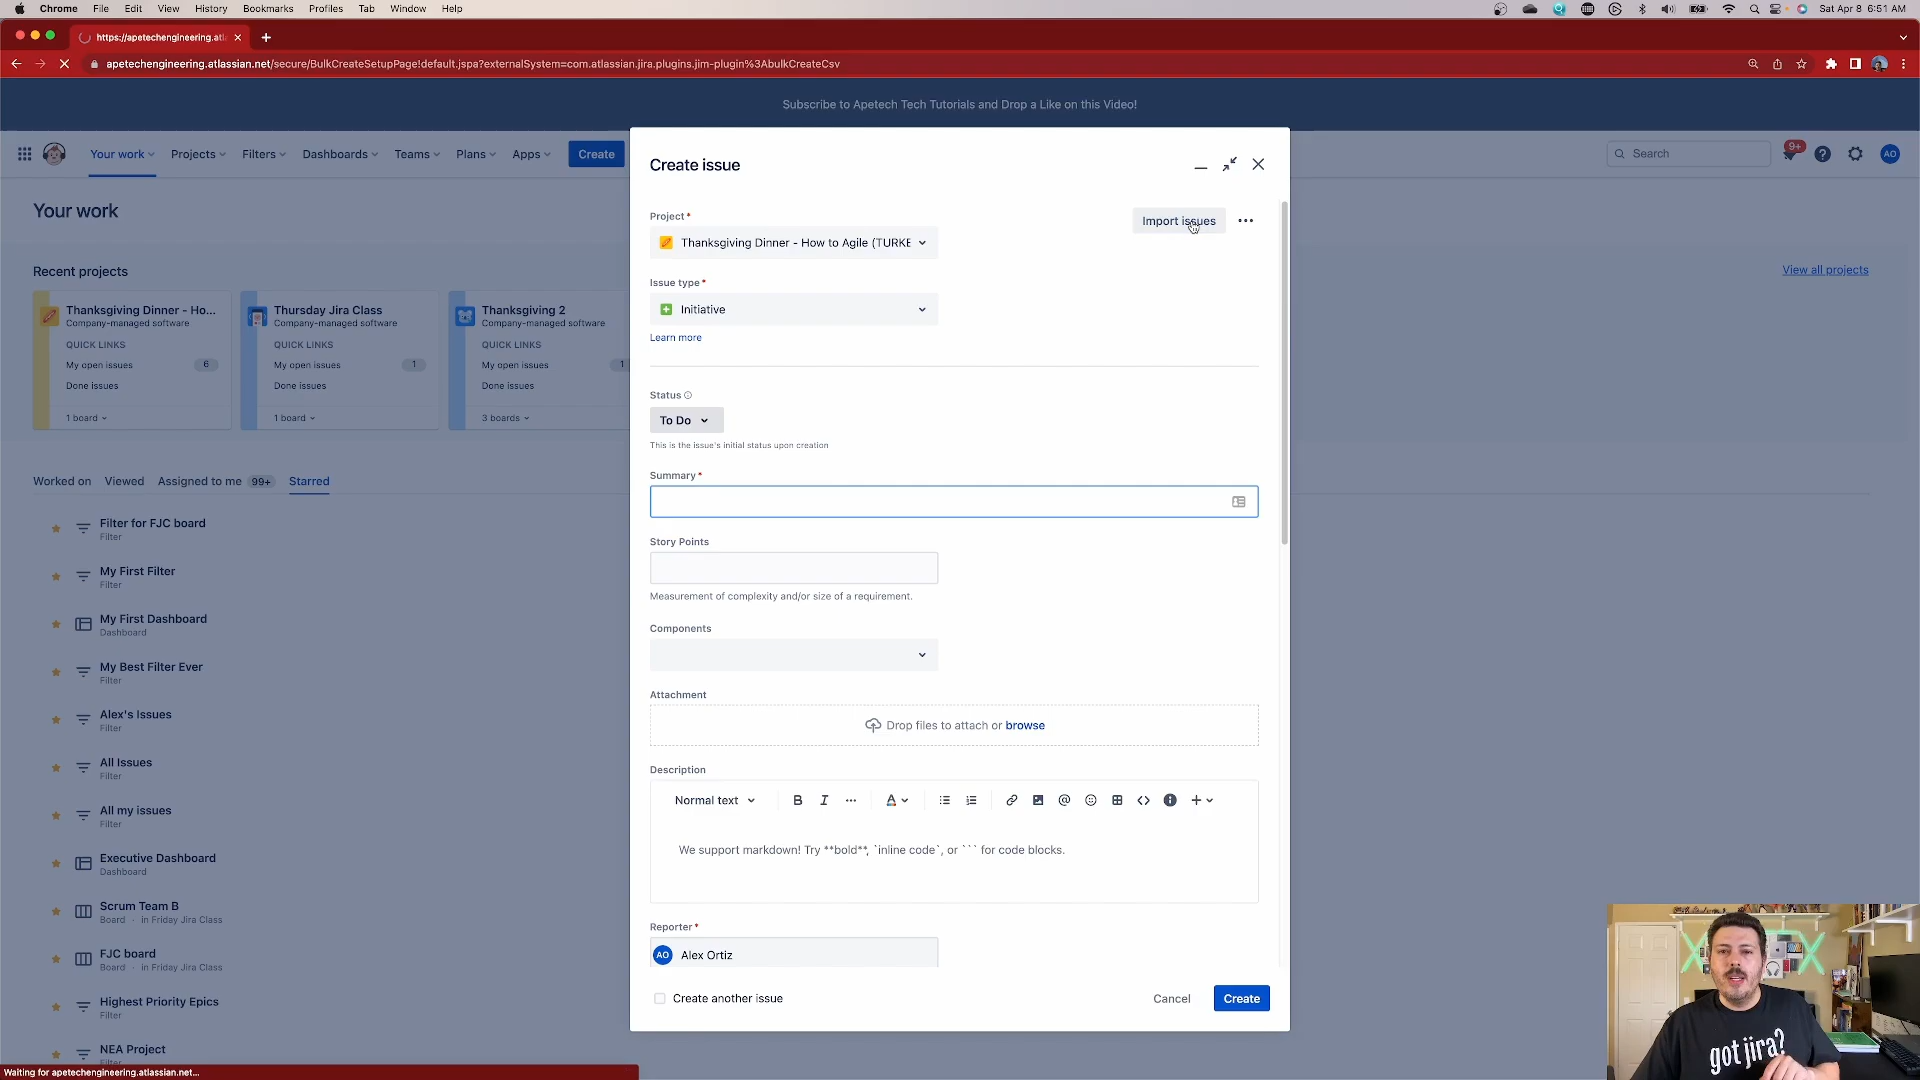 Chrome File Edit View History Bookmarks Profiles Tab Window Help
Sat Apr 8 6:51 AM
https://apetechengineering.atl
apetechengineering.atlassian.net/secure/BulkCreateSetupPage!default.jspa?externalSystem=com.atlassian.jira.plugins.jim-plugin%3AbulkCreateCsv
Subscribe to Apetech Tech Tutorials and Drop a Like on this Video!
Your work Projects Filters Dashboards Teams Plans Apps Create
Search
9+
AO
Your work
Recent projects
View all projects
Thanksgiving Dinner - Ho...
Company-managed software
QUICK LINKS
My open issues 6
Done issues
1 board
Thursday Jira Class
Company-managed software
QUICK LINKS
My open issues 1
Done issues
1 board
Thanksgiving 2
Company-managed software
QUICK LINKS
My open issues 1
Done issues
3 boards
Worked on Viewed Assigned to me 99+ Starred
Filter for FJC board
Filter
My First Filter
Filter
My First Dashboard
Dashboard
My Best Filter Ever
Filter
Alex's Issues
Filter
All Issues
Filter
All my issues
Filter
Executive Dashboard
Dashboard
Scrum Team B
Board · in Friday Jira Class
FJC board
Board · in Friday Jira Class
Highest Priority Epics
Filter
NEA Project
Filter
Waiting for apetechengineering.atlassian.net...
Create issue
Import issues
Project*
Thanksgiving Dinner - How to Agile (TURKE
Issue type*
Initiative
Learn more
Status
To Do
This is the issue's initial status upon creation
Summary*
Story Points
Measurement of complexity and/or size of a requirement.
Components
Attachment
Drop files to attach or browse
Description
Normal text B I ... A
We support markdown! Try **bold**, `inline code`, or ``` for code blocks.
Reporter*
AO Alex Ortiz
Create another issue
Cancel Create
got jira?